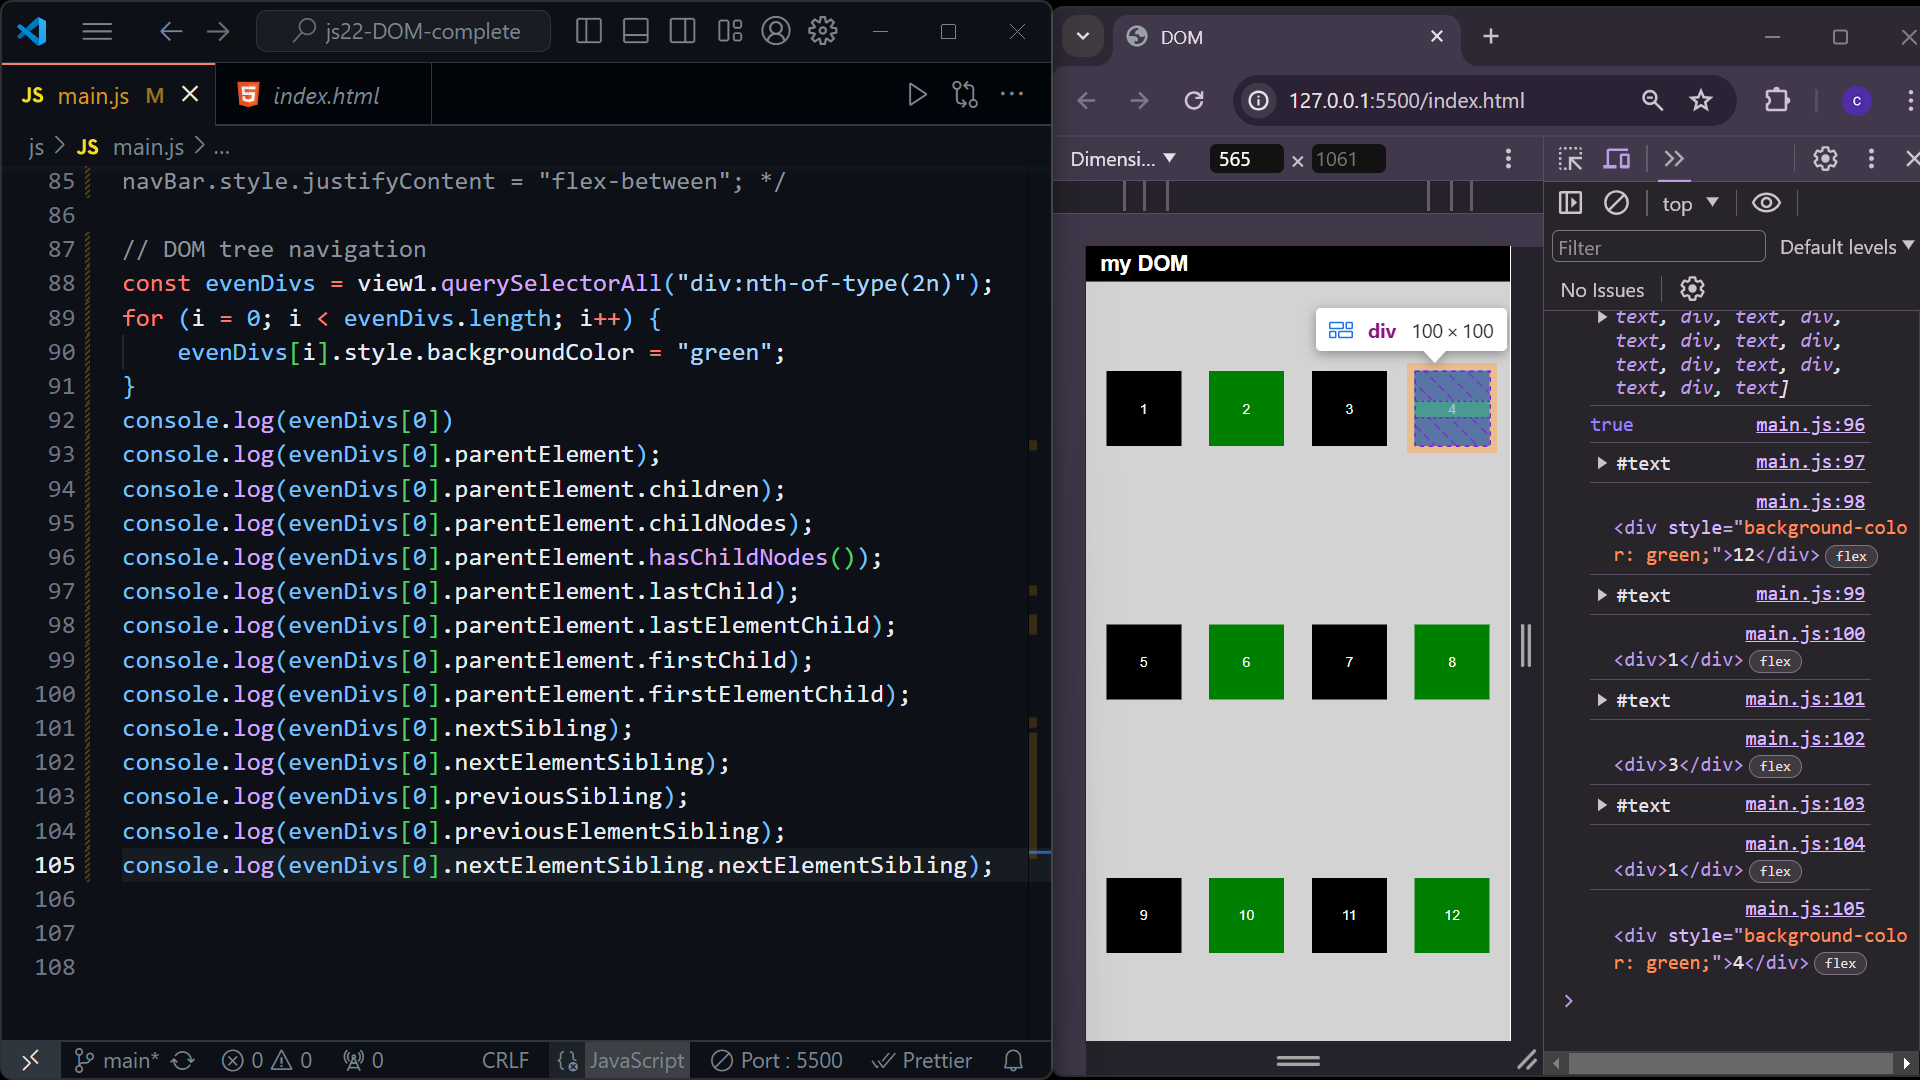 js22-DOM-complete
JS main.js M
index.html
js > JS main.js > ...
85 navBar.style.justifyContent = "flex-between"; */
86
87 // DOM tree navigation
88 const evenDivs = view1.querySelectorAll("div:nth-of-type(2n)");
89 for (i = 0; i < evenDivs.length; i++) {
90 evenDivs[i].style.backgroundColor = "green";
91 }
92 console.log(evenDivs[0])
93 console.log(evenDivs[0].parentElement);
94 console.log(evenDivs[0].parentElement.children);
95 console.log(evenDivs[0].parentElement.childNodes);
96 console.log(evenDivs[0].parentElement.hasChildNodes());
97 console.log(evenDivs[0].parentElement.lastChild);
98 console.log(evenDivs[0].parentElement.lastElementChild);
99 console.log(evenDivs[0].parentElement.firstChild);
100 console.log(evenDivs[0].parentElement.firstElementChild);
101 console.log(evenDivs[0].nextSibling);
102 console.log(evenDivs[0].nextElementSibling);
103 console.log(evenDivs[0].previousSibling);
104 console.log(evenDivs[0].previousElementSibling);
105 console.log(evenDivs[0].nextElementSibling.nextElementSibling);
106
107
108
main* 0 0 0 CRLF JavaScript Port : 5500 Prettier
DOM
127.0.0.1:5500/index.html
c
Dimensi... 565 × 1061
my DOM
div 100 × 100
1 2 3 4
5 6 7 8
9 10 11 12
top
Filter
Default levels
No Issues
text, div, text, div,
text, div, text, div,
text, div, text, div,
text, div, text]
true main.js:96
#text main.js:97
main.js:98
<div style="background-colo
r: green;">12</div> flex
#text main.js:99
main.js:100
<div>1</div> flex
#text main.js:101
main.js:102
<div>3</div> flex
#text main.js:103
main.js:104
<div>1</div> flex
main.js:105
<div style="background-colo
r: green;">4</div> flex